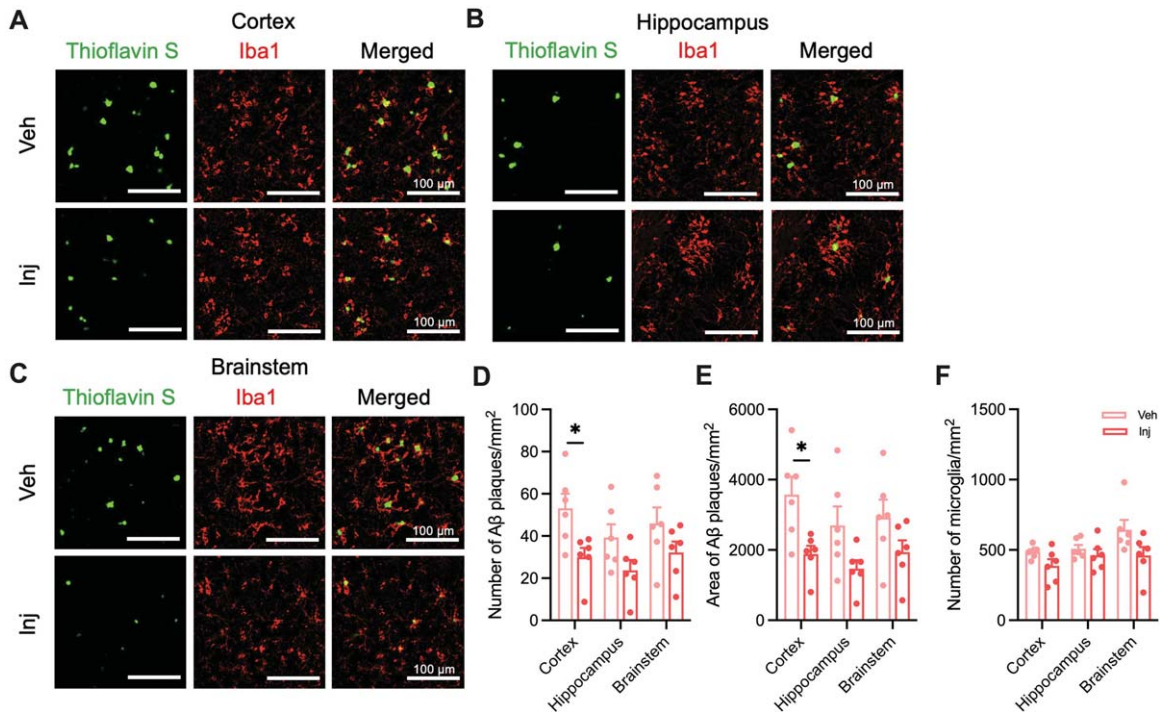 A
Cortex
Thioflavin S Iba1 Merged
Veh
100 µm
Inj
100 µm
B
Hippocampus
Thioflavin S Iba1 Merged
100 µm
100 µm
C
Brainstem
Thioflavin S Iba1 Merged
Veh
100 µm
Inj
100 µm
D
Number of Aβ plaques/mm²
100
80
60
40
20
0
*
Cortex
Hippocampus
Brainstem
E
Area of Aβ plaques/mm²
6000
4000
2000
0
*
Cortex
Hippocampus
Brainstem
F
Number of microglia/mm²
1500
1000
500
0
Veh
Inj
Cortex
Hippocampus
Brainstem